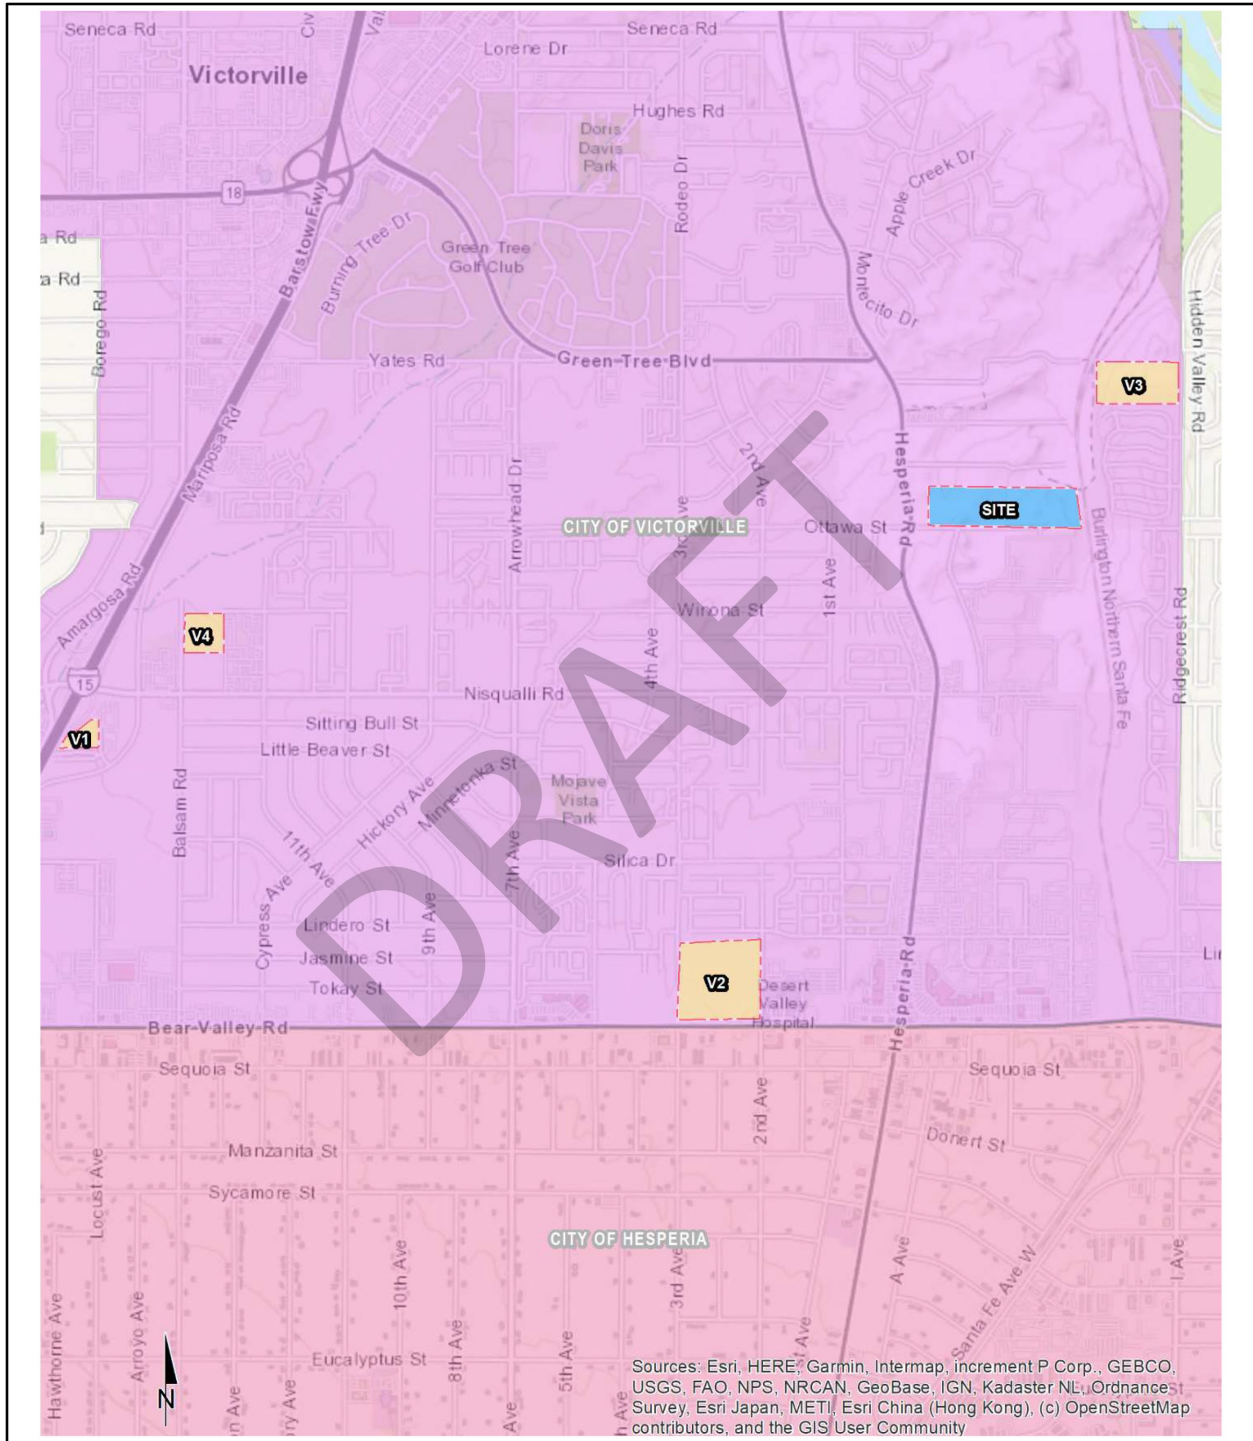 Seneca Rd
Seneca Rd
Lorene Dr
Victorville
Hughes Rd
Doris
Davis
Park
Rodeo Dr
Apple Creek Dr
18
Barstow Fwy
Burning Tree Dr
Green Tree
Golf Club
Montecito Dr
Hidden Valley Rd
Borego Rd
Yates Rd
Green Tree Blvd
V3
Mariposa Rd
Arrowhead Dr
2nd Ave
3rd Ave
Hesperia Rd
SITE
CITY OF VICTORVILLE
Ottawa St
Burlington Northern Santa Fe
Amargosa Rd
V4
Winona St
1st Ave
4th Ave
Ridgecrest Rd
15
Nisqualli Rd
V1
Sitting Bull St
Little Beaver St
Balsam Rd
Hickory Ave
Minnetonka St
Mojave
Vista
Park
DRAFT
11th Ave
7th Ave
Silica Dr
Cypress Ave
9th Ave
Lindero St
Jasmine St
Tokay St
V2
Desert
Valley
Hospital
Hesperia Rd
Bear Valley Rd
Sequoia St
Sequoia St
2nd Ave
Donert St
Manzanita St
Locust Ave
Sycamore St
CITY OF HESPERIA
10th Ave
3rd Ave
A Ave
Santa Fe Ave W
I Ave
Hawthorne Ave
Arroyo Ave
N
Eucalyptus St
8th Ave
5th Ave
Sources: Esri, HERE, Garmin, Intermap, increment P Corp., GEBCO,
USGS, FAO, NPS, NRCAN, GeoBase, IGN, Kadaster NL, Ordnance
Survey, Esri Japan, METI, Esri China (Hong Kong), (c) OpenStreetMap
contributors, and the GIS User Community